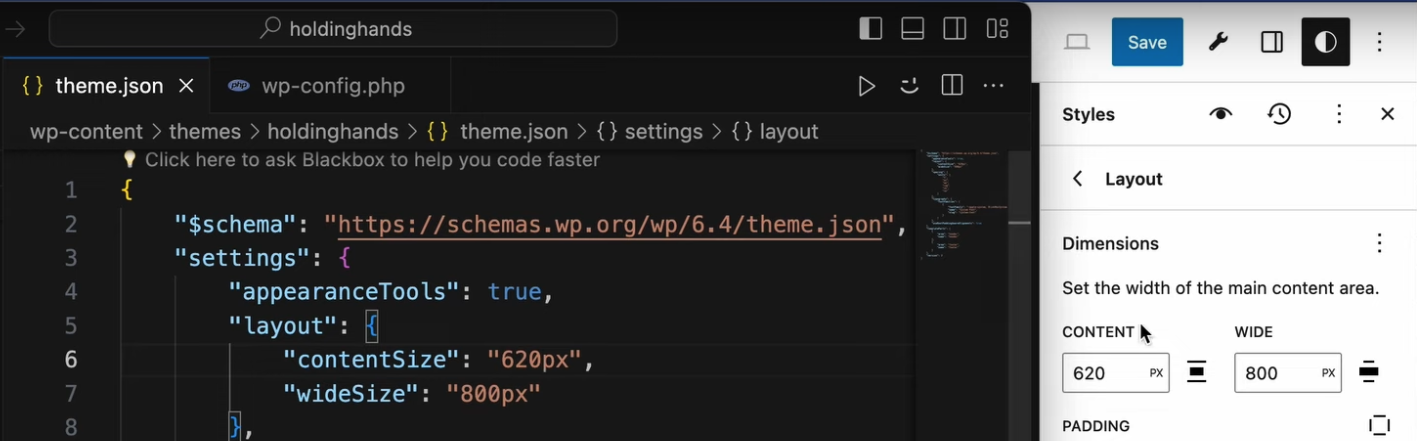 holdinghands
{} theme.json
php wp-config.php
wp-content > themes > holdinghands > {} theme.json > {} settings > {} layout
Click here to ask Blackbox to help you code faster
1 {
2 "$schema": "https://schemas.wp.org/wp/6.4/theme.json",
3 "settings": {
4 "appearanceTools": true,
5 "layout": {
6 "contentSize": "620px",
7 "wideSize": "800px"
8 },
Save
Styles
Layout
Dimensions
Set the width of the main content area.
CONTENT WIDE
620 PX 800 PX
PADDING